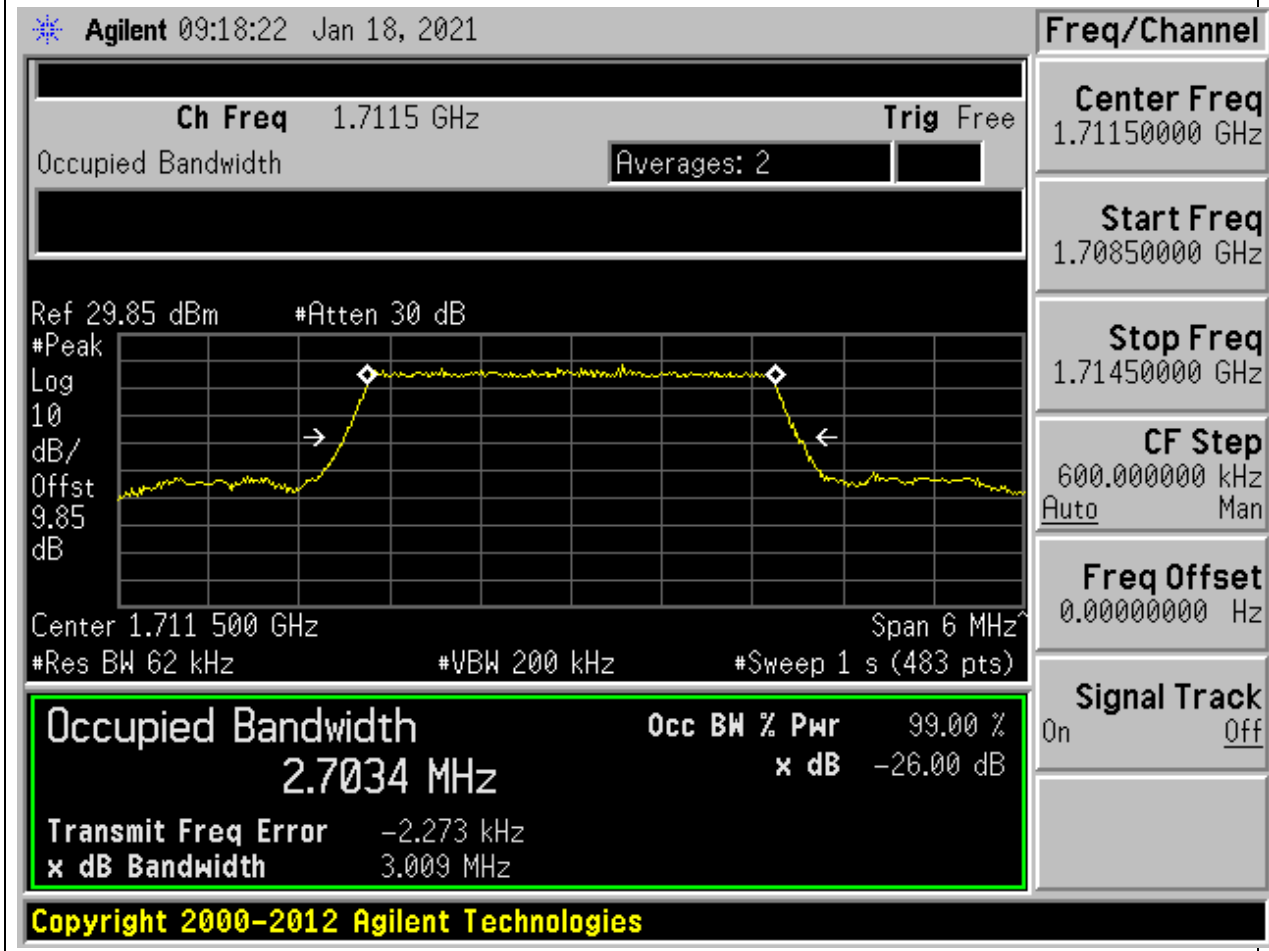 Agilent 09:18:22 Jan 18, 2021
Freq/Channel
Ch Freq 1.7115 GHz Trig Free
Occupied Bandwidth Averages: 2
Ref 29.85 dBm #Atten 30 dB
#Peak
Log
10
dB/
Offst
9.85
dB
Center 1.711 500 GHz Span 6 MHz^
#Res BW 62 kHz #VBW 200 kHz #Sweep 1 s (483 pts)
Occupied Bandwidth Occ BW % Pwr 99.00 %
2.7034 MHz x dB -26.00 dB
Transmit Freq Error -2.273 kHz
x dB Bandwidth 3.009 MHz
Copyright 2000-2012 Agilent Technologies
Center Freq
1.71150000 GHz
Start Freq
1.70850000 GHz
Stop Freq
1.71450000 GHz
CF Step
600.000000 kHz
Auto Man
Freq Offset
0.00000000 Hz
Signal Track
On Off